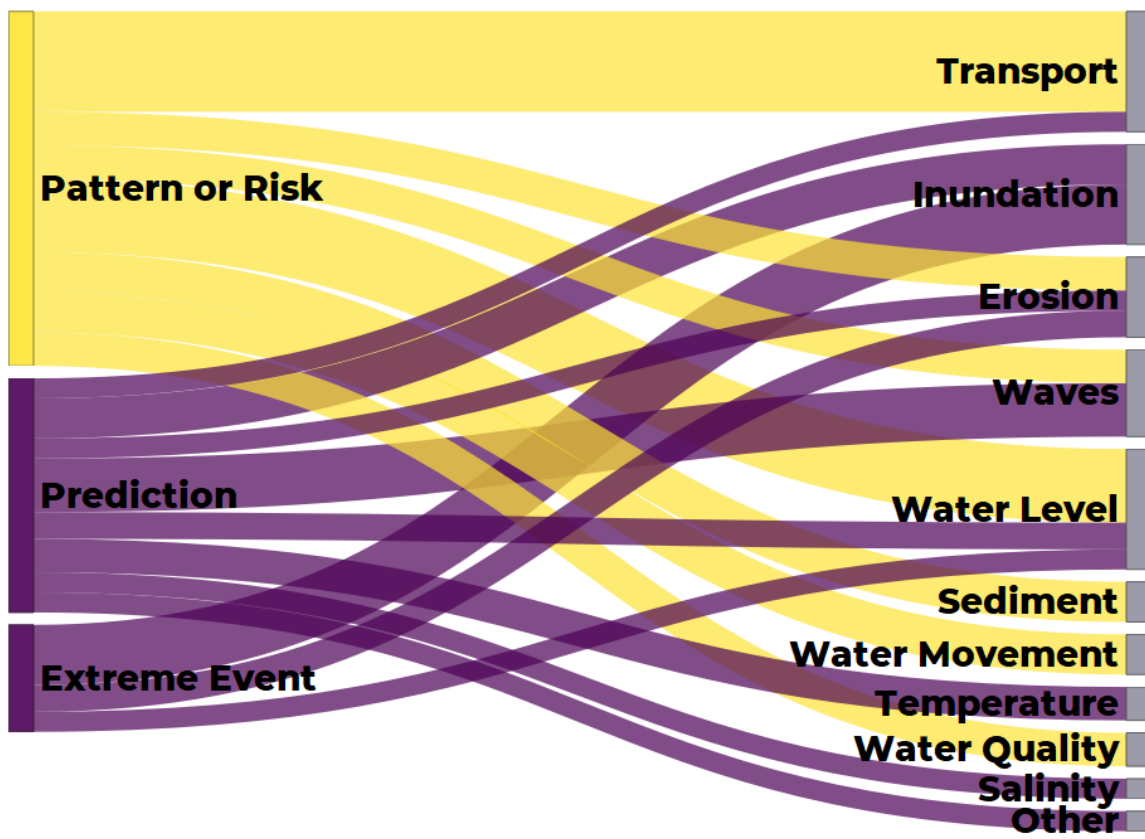 Pattern or Risk
Prediction
Extreme Event
Transport
Inundation
Erosion
Waves
Water Level
Sediment
Water Movement
Temperature
Water Quality
Salinity
Other